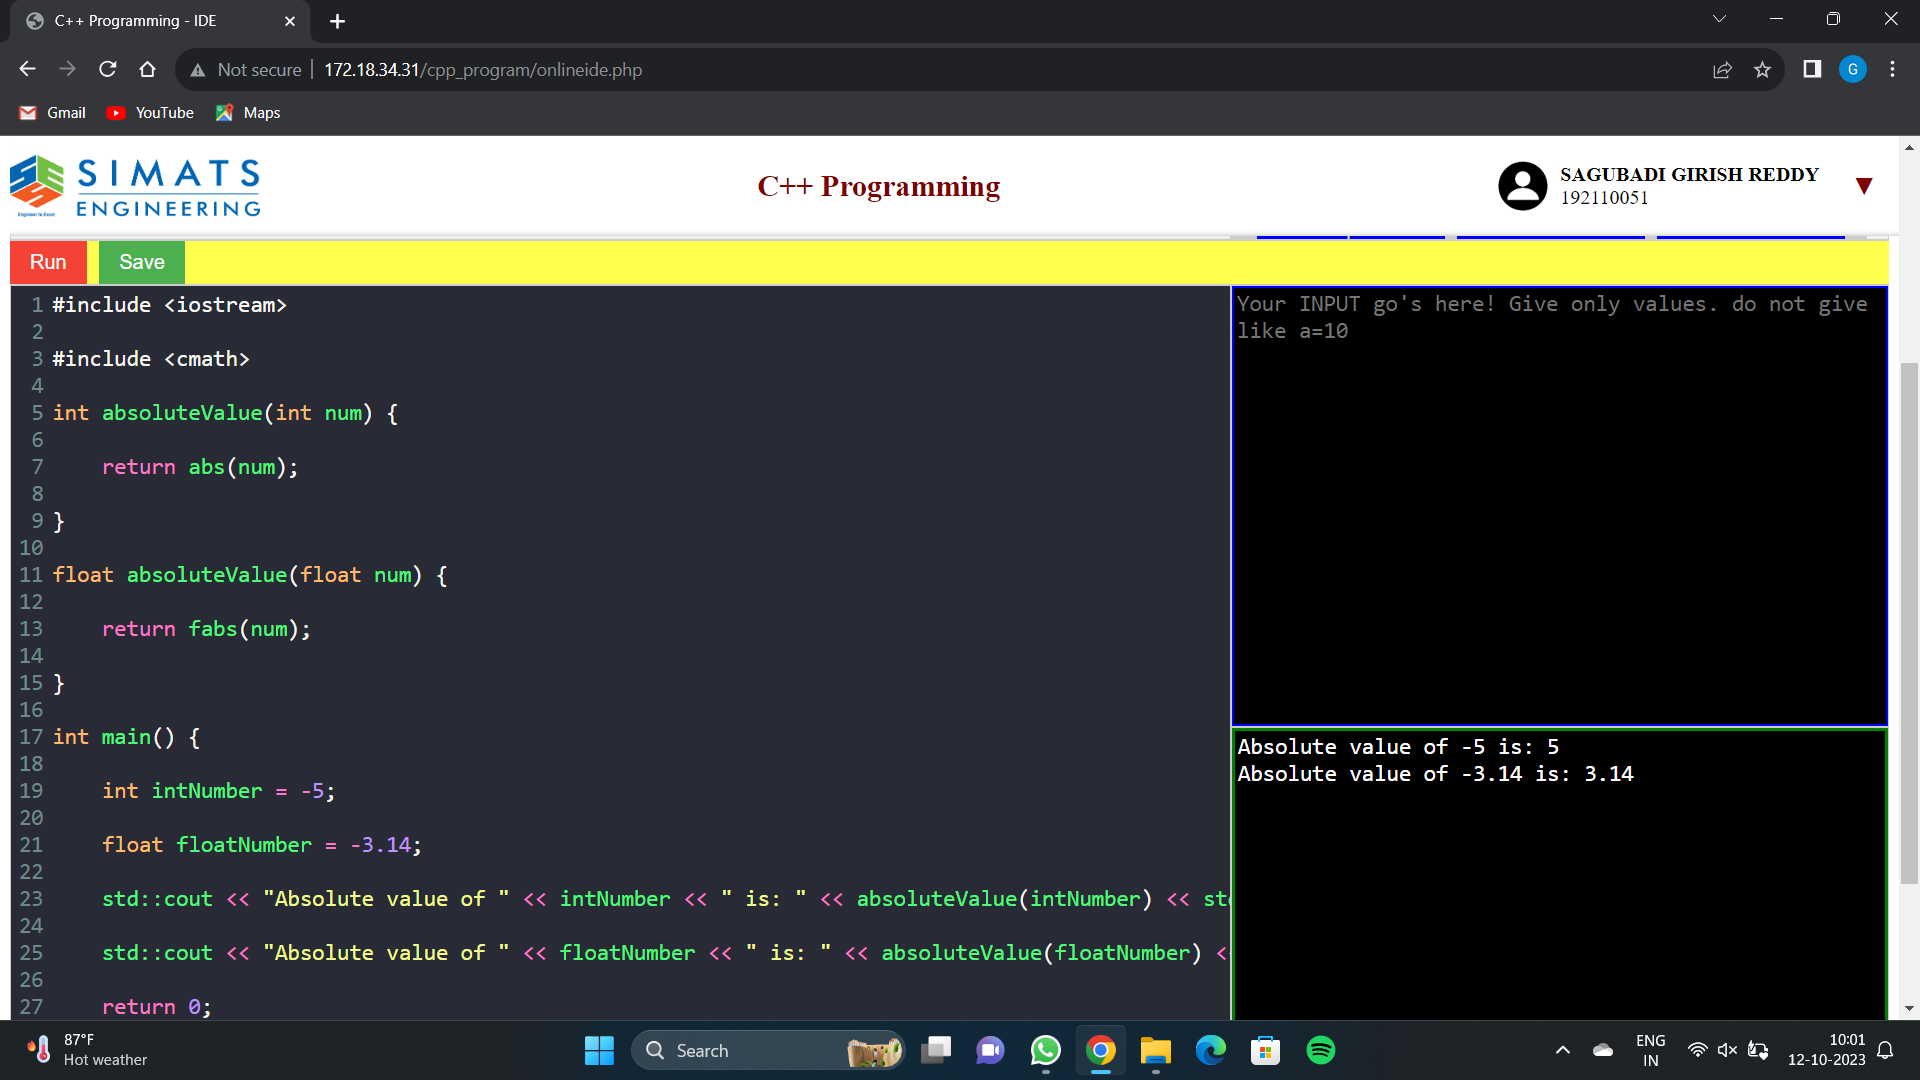 C++ Programming - IDE
Not secure
172.18.34.31/cpp_program/onlineide.php
G
Gmail
YouTube
Maps
SIMATS
ENGINEERING
Engineer to Excel
C++ Programming
SAGUBADI GIRISH REDDY
192110051
Run
Save
1 #include <iostream>
2
3 #include <cmath>
4
5 int absoluteValue(int num) {
6
7     return abs(num);
8
9 }
10
11 float absoluteValue(float num) {
12
13     return fabs(num);
14
15 }
16
17 int main() {
18
19     int intNumber = -5;
20
21     float floatNumber = -3.14;
22
23     std::cout << "Absolute value of " << intNumber << " is: " << absoluteValue(intNumber) << st
24
25     std::cout << "Absolute value of " << floatNumber << " is: " << absoluteValue(floatNumber) <
26
27     return 0;
Your INPUT go's here! Give only values. do not give
like a=10
Absolute value of -5 is: 5
Absolute value of -3.14 is: 3.14
87°F
Hot weather
Search
ENG
IN
10:01
12-10-2023